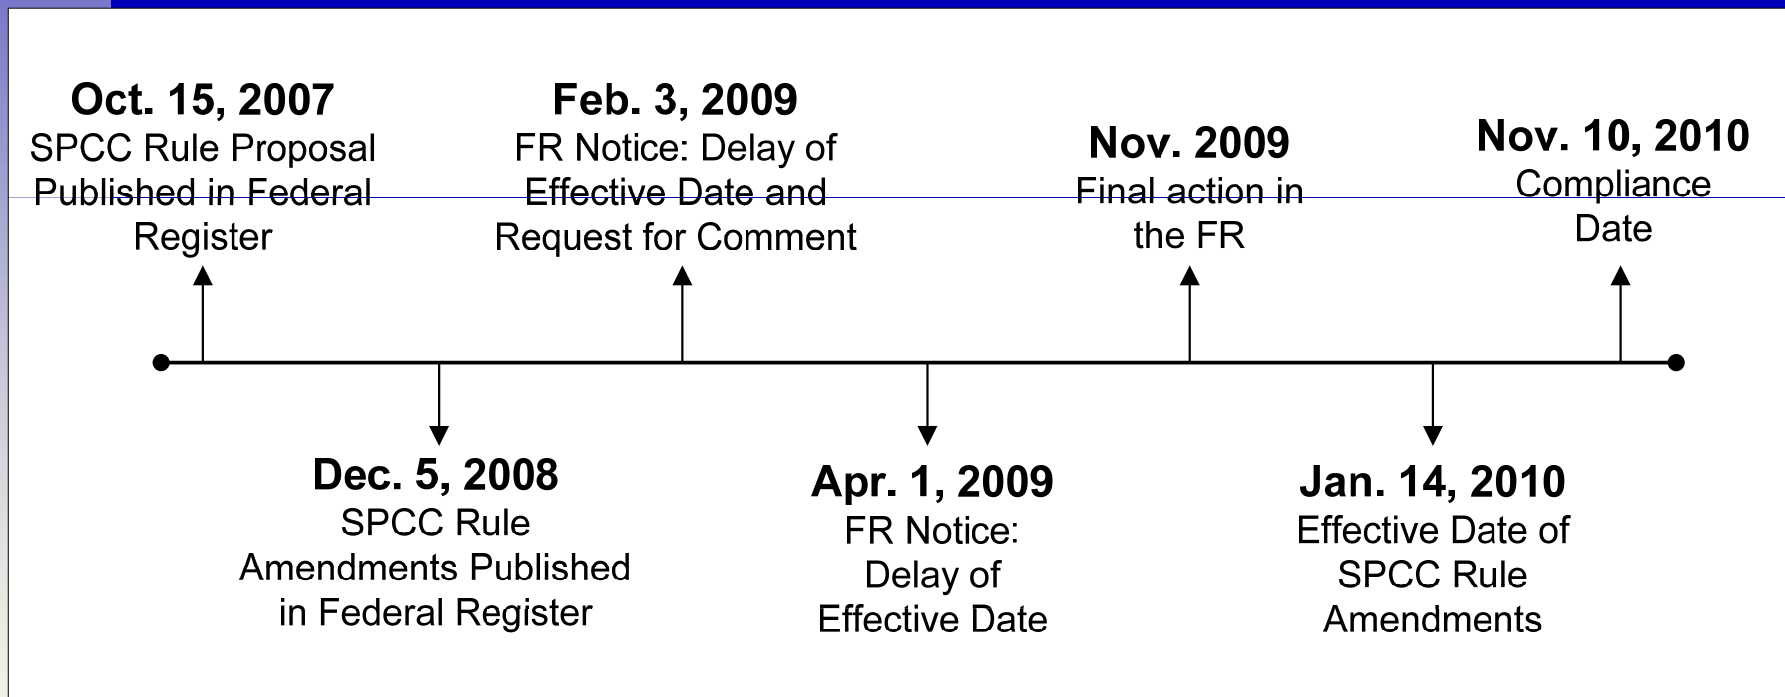 Oct. 15, 2007
SPCC Rule Proposal
Published in Federal
Register
Dec. 5, 2008
SPCC Rule
Amendments Published
in Federal Register
Feb. 3, 2009
FR Notice: Delay of
Effective Date and
Request for Comment
Apr. 1, 2009
FR Notice:
Delay of
Effective Date
Nov. 2009
Final action in
the FR
Jan. 14, 2010
Effective Date of
SPCC Rule
Amendments
Nov. 10, 2010
Compliance
Date